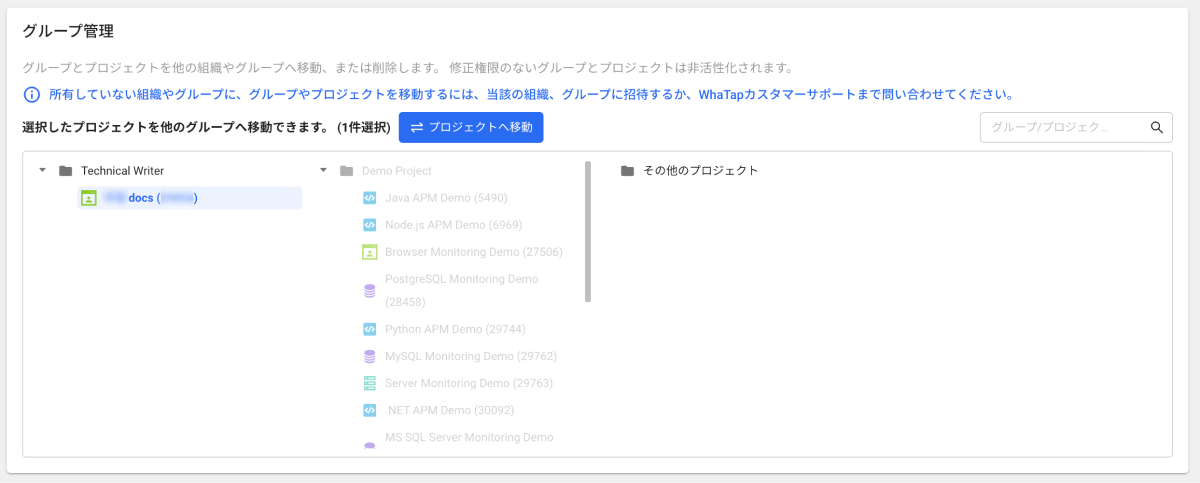 グループ管理
グループとプロジェクトを他の組織やグループへ移動、または削除します。 修正権限のないグループとプロジェクトは非活性化されます。
所有していない組織やグループに、グループやプロジェクトを移動するには、当該の組織、グループに招待するか、WhaTapカスタマーサポートまで問い合わせてください。
選択したプロジェクトを他のグループへ移動できます。 (1件選択)
プロジェクトへ移動
グループ/プロジェク...
Technical Writer
docs ( )
Demo Project
Java APM Demo (5490)
Node.js APM Demo (6969)
Browser Monitoring Demo (27506)
PostgreSQL Monitoring Demo
(28458)
Python APM Demo (29744)
MySQL Monitoring Demo (29762)
Server Monitoring Demo (29763)
.NET APM Demo (30092)
MS SQL Server Monitoring Demo
その他のプロジェクト